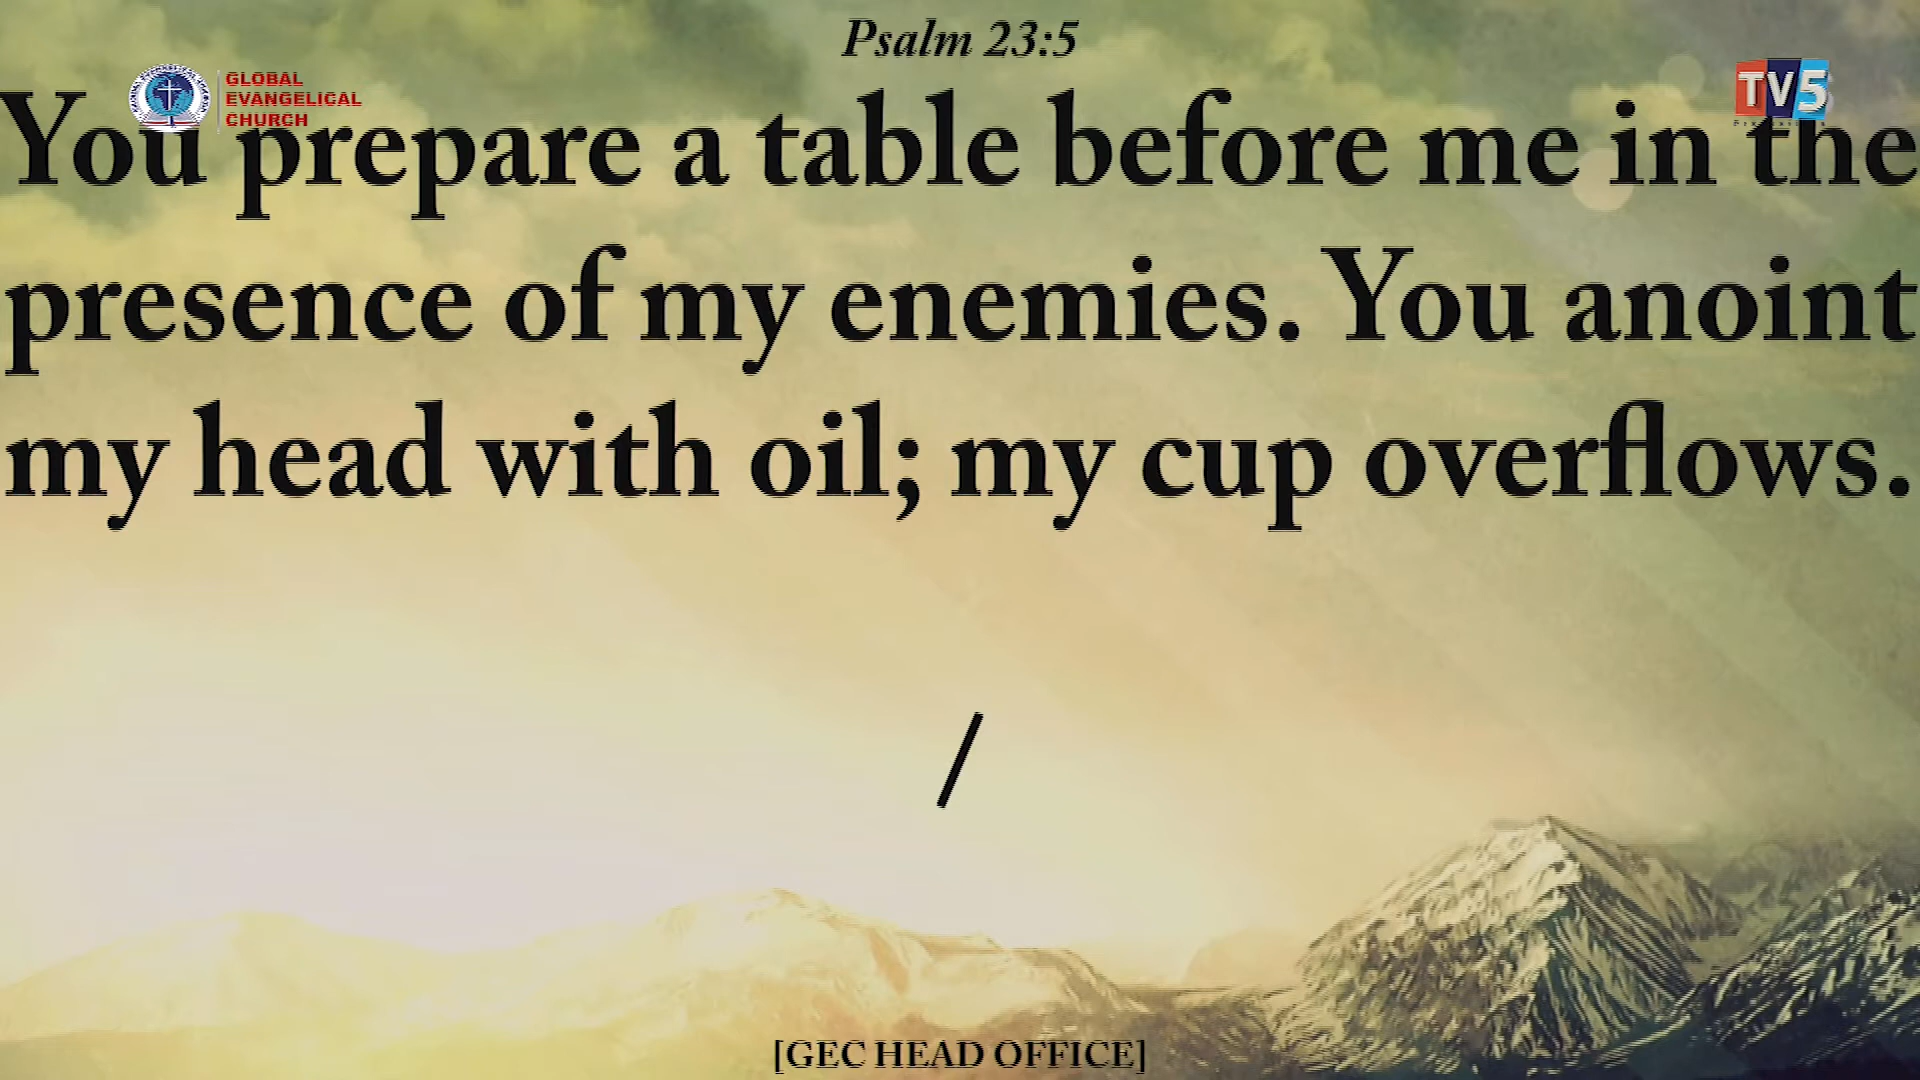 Psalm 23:5
GLOBAL
EVANGELICAL
CHURCH
TV5
You prepare a table before me in the
presence of my enemies. You anoint
my head with oil; my cup overflows.
/
[GEC HEAD OFFICE]